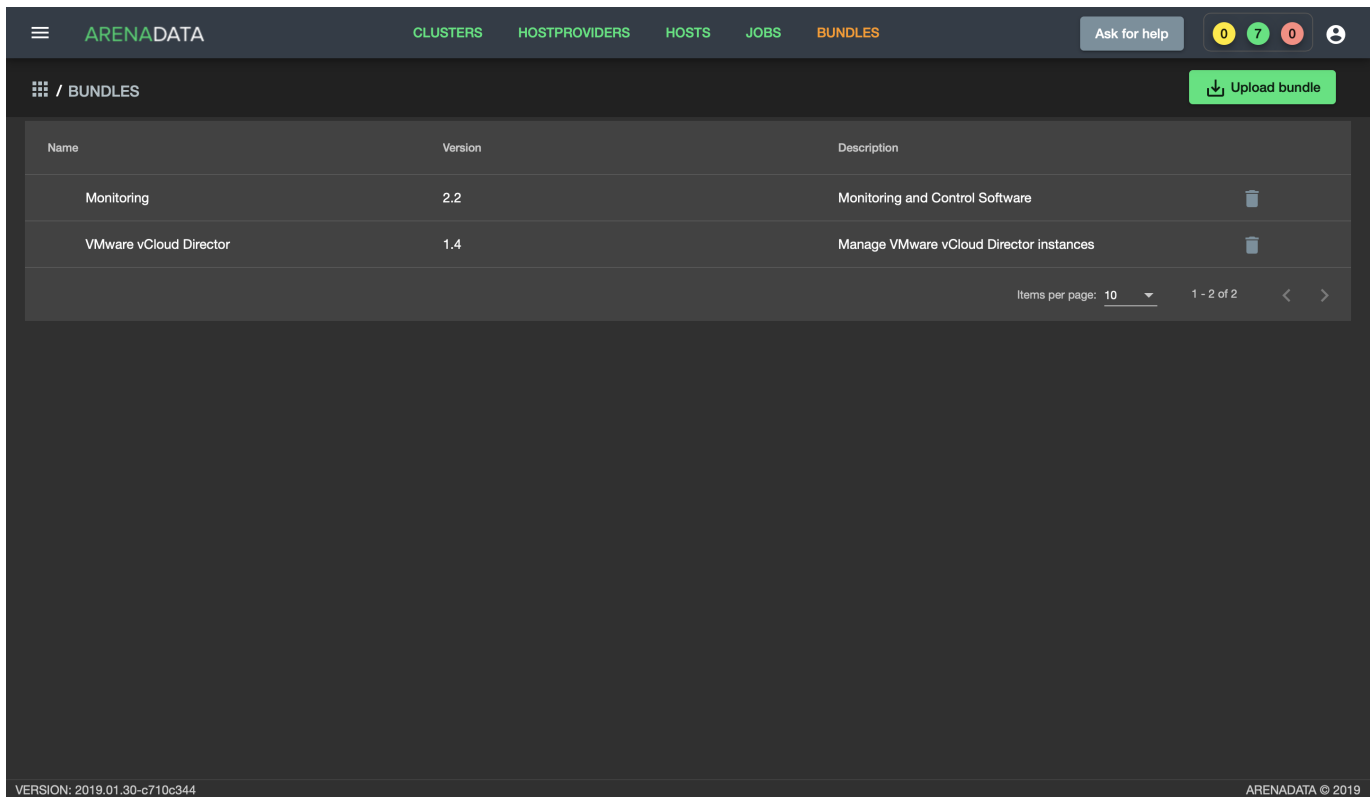 ARENADATA CLUSTERS HOSTPROVIDERS HOSTS JOBS BUNDLES Ask for help 0 7 0
/ BUNDLES Upload bundle
Name Version Description
Monitoring 2.2 Monitoring and Control Software
VMware vCloud Director 1.4 Manage VMware vCloud Director instances
Items per page: 10 1 - 2 of 2
VERSION: 2019.01.30-c710c344 ARENADATA © 2019